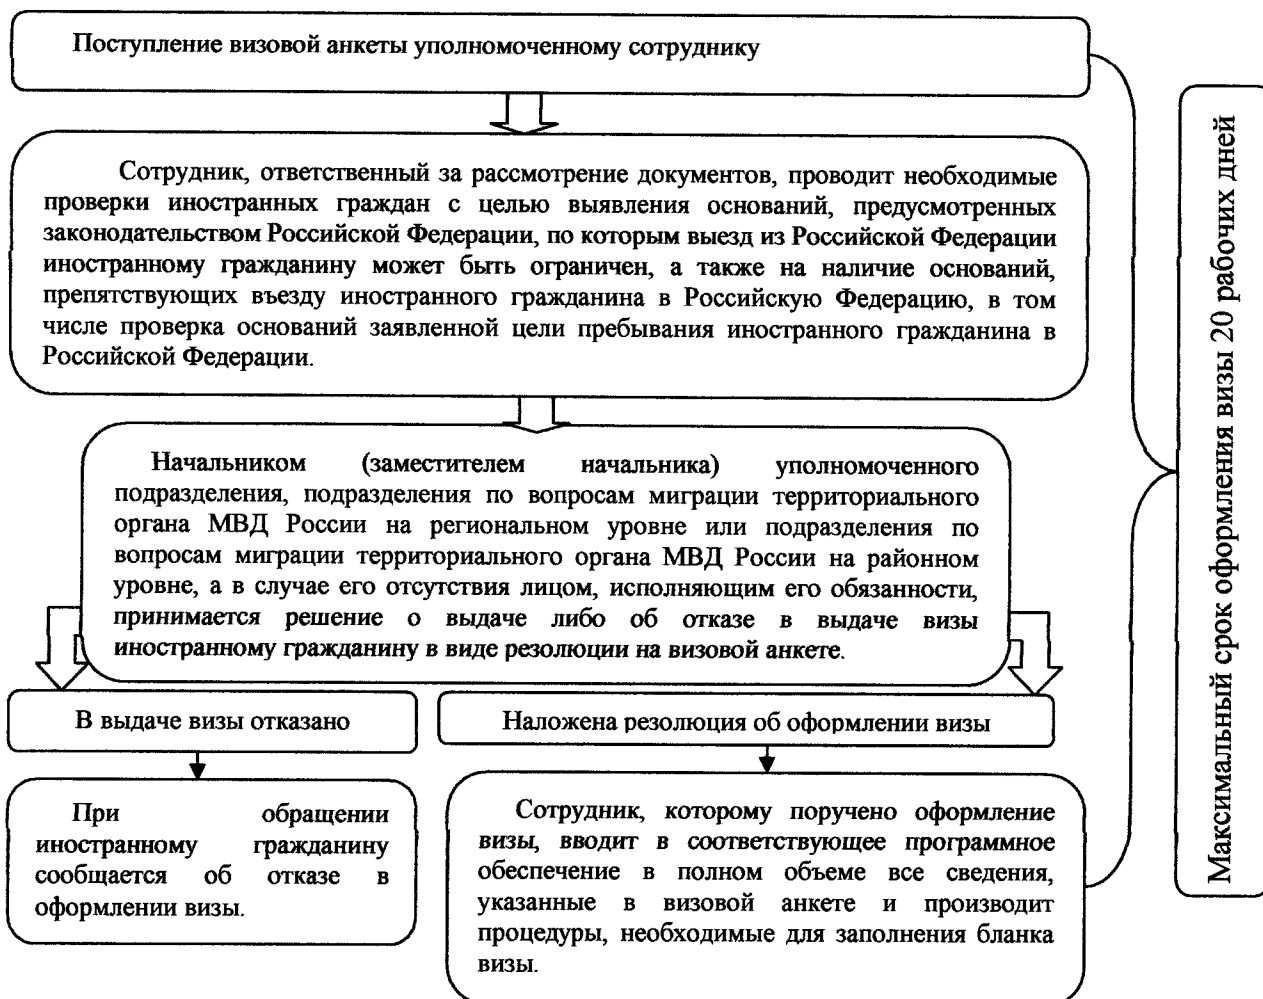 Поступление визовой анкеты уполномоченному сотруднику
Сотрудник, ответственный за рассмотрение документов, проводит необходимые
проверки иностранных граждан с целью выявления оснований, предусмотренных
законодательством Российской Федерации, по которым выезд из Российской Федерации
иностранному гражданину может быть ограничен, а также на наличие оснований,
препятствующих въезду иностранного гражданина в Российскую Федерацию, в том
числе проверка оснований заявленной цели пребывания иностранного гражданина в
Российской Федерации.
Начальником (заместителем начальника) уполномоченного
подразделения, подразделения по вопросам миграции территориального
органа МВД России на региональном уровне или подразделения по
вопросам миграции территориального органа МВД России на районном
уровне, а в случае его отсутствия лицом, исполняющим его обязанности,
принимается решение о выдаче либо об отказе в выдаче визы
иностранному гражданину в виде резолюции на визовой анкете.
В выдаче визы отказано
Наложена резолюция об оформлении визы
При обращении
иностранному гражданину
сообщается об отказе в
оформлении визы.
Сотрудник, которому поручено оформление
визы, вводит в соответствующее программное
обеспечение в полном объеме все сведения,
указанные в визовой анкете и производит
процедуры, необходимые для заполнения бланка
визы.
Максимальный срок оформления визы 20 рабочих дней